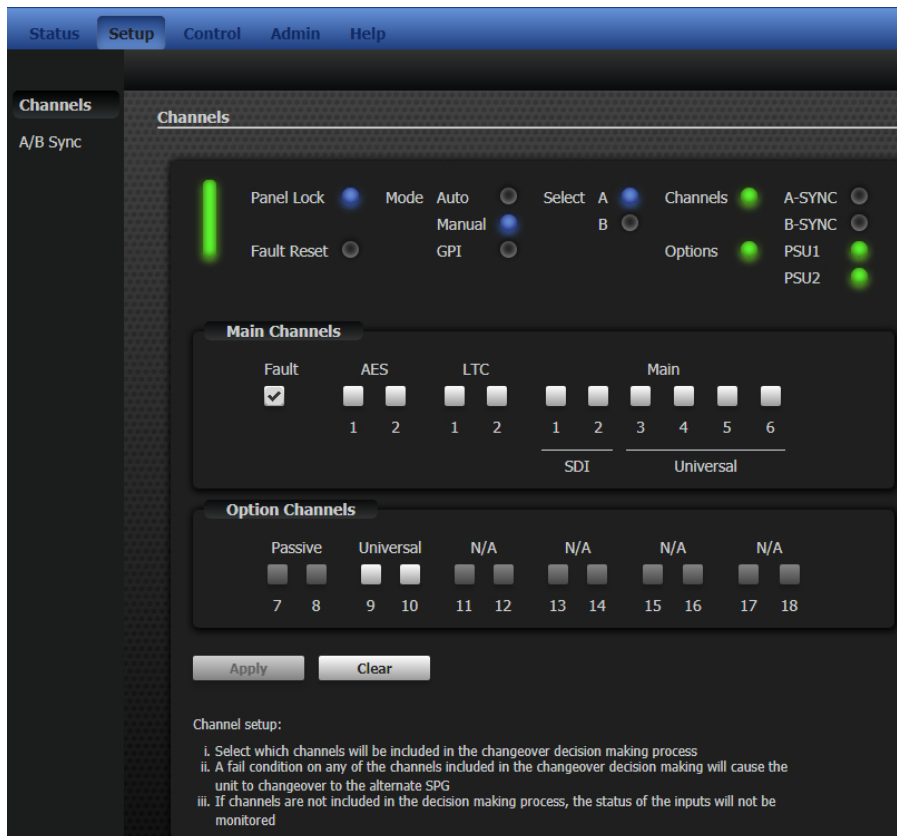 Status Setup Control Admin Help
Channels
A/B Sync
Channels
Panel Lock Mode Auto Select A Channels A-SYNC
Manual B B-SYNC
Fault Reset GPI Options PSU1
PSU2
Main Channels
Fault AES LTC Main
1 2 1 2 1 2 3 4 5 6
SDI Universal
Option Channels
Passive Universal N/A N/A N/A N/A
7 8 9 10 11 12 13 14 15 16 17 18
Apply Clear
Channel setup:
i. Select which channels will be included in the changeover decision making process
ii. A fail condition on any of the channels included in the changeover decision making will cause the
unit to changeover to the alternate SPG
iii. If channels are not included in the decision making process, the status of the inputs will not be
monitored